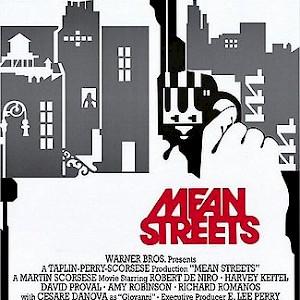 MEAN
STREETS
WARNER BROS. Presents
A TAPLIN-PERRY-SCORSESE Production "MEAN STREETS"
A MARTIN SCORSESE Movie Starring ROBERT DE NIRO • HARVEY KEITEL
DAVID PROVAL • AMY ROBINSON • RICHARD ROMANOS
with CESARE DANOVA as "Giovanni" • Executive Producer E. LEE PERRY